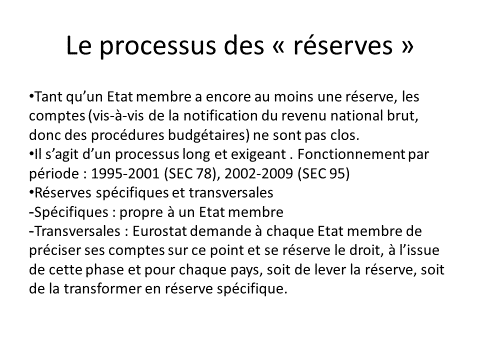 Le processus des « réserves »
•Tant qu’un Etat membre a encore au moins une réserve, les
comptes (vis-à-vis de la notification du revenu national brut,
donc des procédures budgétaires) ne sont pas clos.
•Il s’agit d’un processus long et exigeant . Fonctionnement par
période : 1995-2001 (SEC 78), 2002-2009 (SEC 95)
•Réserves spécifiques et transversales
-Spécifiques : propre à un Etat membre
-Transversales : Eurostat demande à chaque Etat membre de
préciser ses comptes sur ce point et se réserve le droit, à l’issue
de cette phase et pour chaque pays, soit de lever la réserve, soit
de la transformer en réserve spécifique.